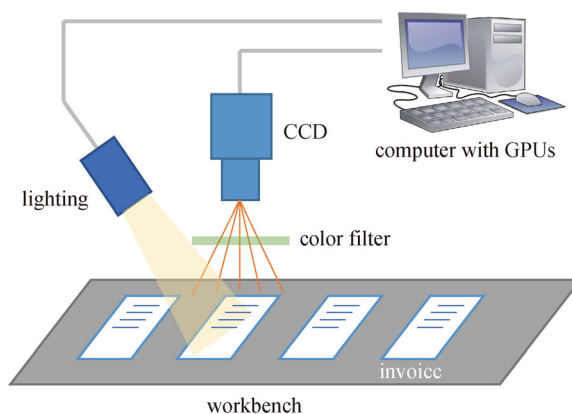 CCD
computer with GPUs
lighting
color filter
invoicc
workbench